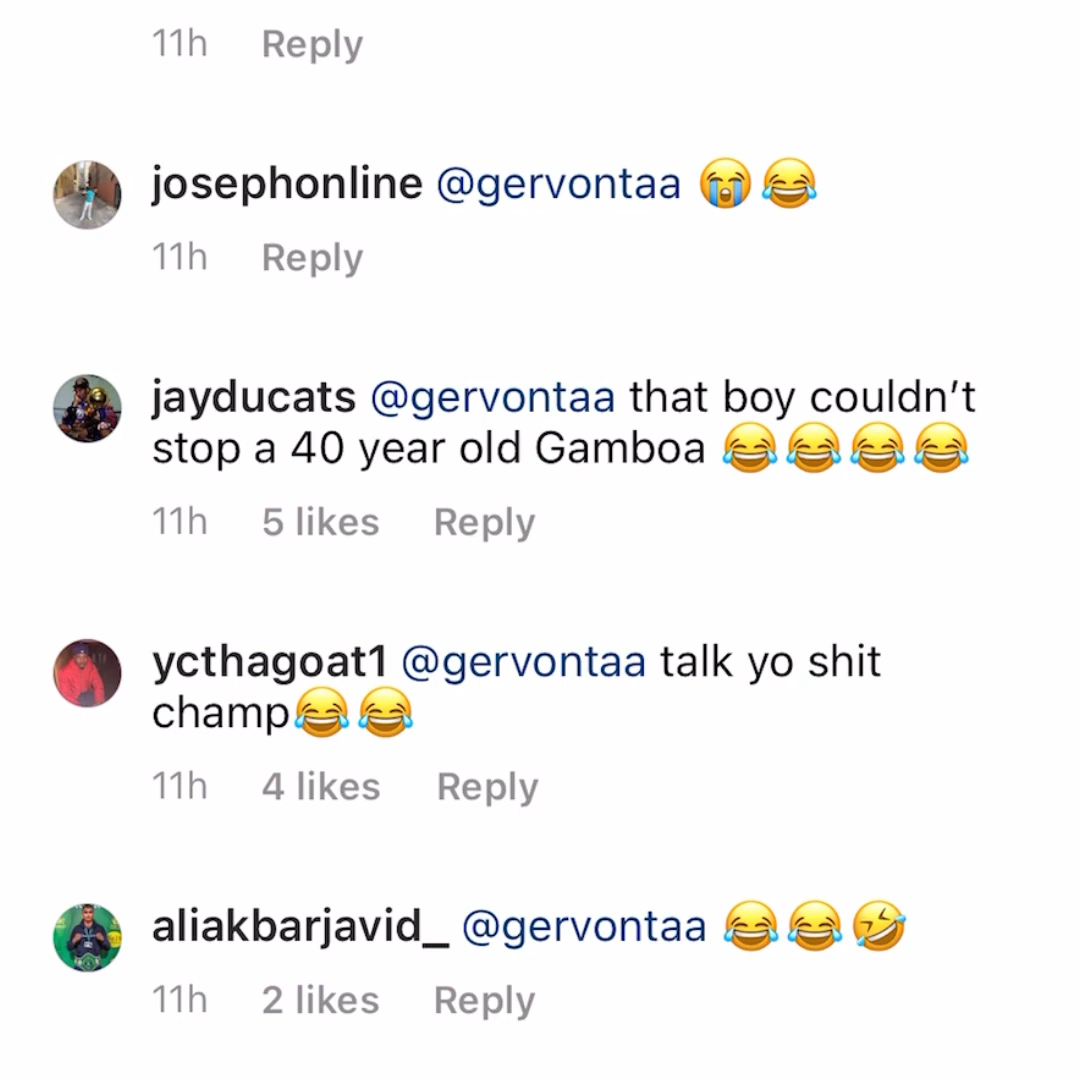 11h Reply
josephonline @gervontaa 😭😂
11h Reply
jayducats @gervontaa that boy couldn’t
stop a 40 year old Gamboa 😂😂😂😂
11h 5 likes Reply
ycthagoat1 @gervontaa talk yo shit
champ😂😂
11h 4 likes Reply
aliakbarjavid_ @gervontaa 😂😂🤣
11h 2 likes Reply